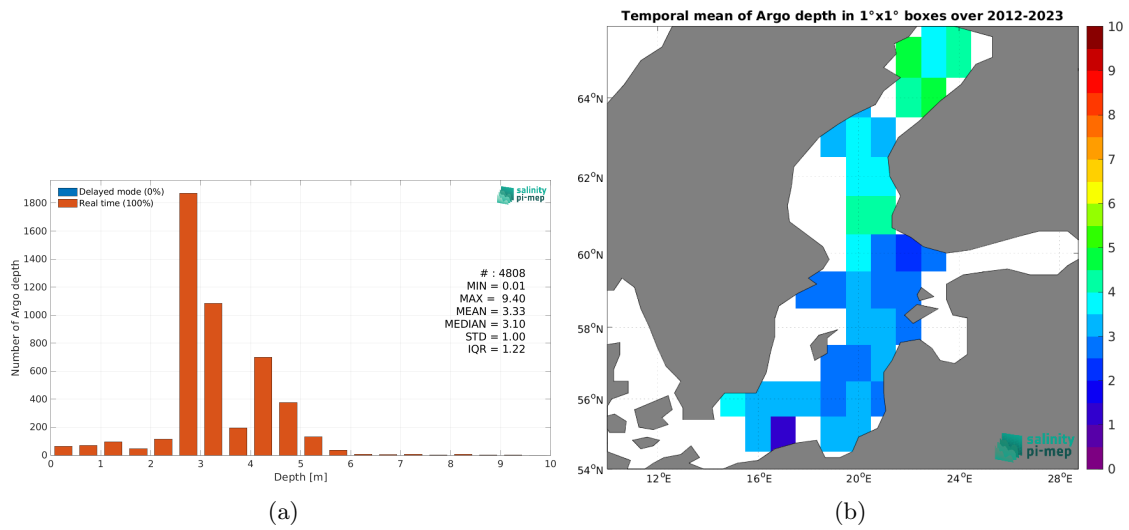 Delayed mode (0%)
Real time (100%)
salinity
pi-mep
# : 4808
MIN = 0.01
MAX = 9.40
MEAN = 3.33
MEDIAN = 3.10
STD = 1.00
IQR = 1.22
Number of Argo depth
1800
1600
1400
1200
1000
800
600
400
200
0
0 1 2 3 4 5 6 7 8 9 10
Depth [m]
(a)
Temporal mean of Argo depth in 1°x1° boxes over 2012-2023
64°N
62°N
60°N
58°N
56°N
54°N
12°E 16°E 20°E 24°E 28°E
salinity
pi-mep
10
9
8
7
6
5
4
3
2
1
0
(b)